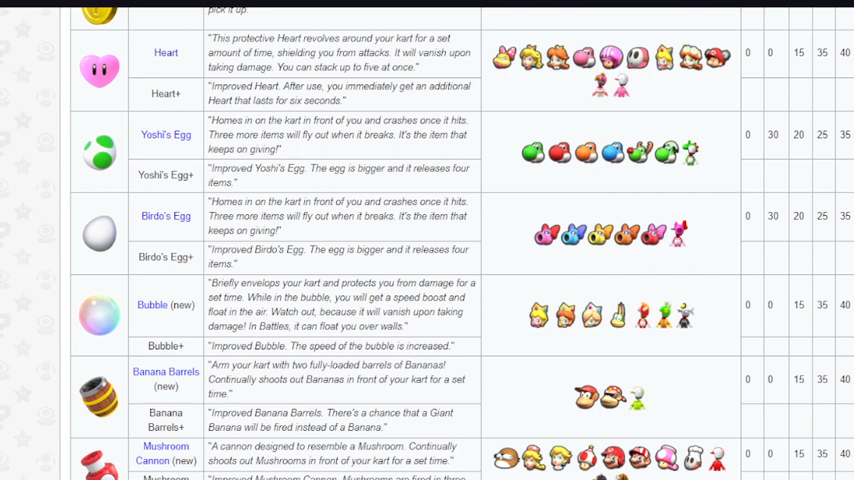 pick it up."
Heart
"This protective Heart revolves around your kart for a set
amount of time, shielding you from attacks. It will vanish upon
taking damage. You can stack up to five at once."
0 0 15 35 40
Heart+
"Improved Heart. After use, you immediately get an additional
Heart that lasts for six seconds."
Yoshi's Egg
"Homes in on the kart in front of you and crashes once it hits.
Three more items will fly out when it breaks. It's the item that
keeps on giving!"
0 30 20 25 35
Yoshi's Egg+
"Improved Yoshi's Egg. The egg is bigger and it releases four
items."
Birdo's Egg
"Homes in on the kart in front of you and crashes once it hits.
Three more items will fly out when it breaks. It's the item that
keeps on giving!"
0 30 20 25 35
Birdo's Egg+
"Improved Birdo's Egg. The egg is bigger and it releases four
items."
Bubble (new)
"Briefly envelops your kart and protects you from damage for a
set time. While in the bubble, you will get a speed boost and
float in the air. Watch out, because it will vanish upon taking
damage! In Battles, it can float you over walls."
0 0 15 35 40
Bubble+
"Improved Bubble. The speed of the bubble is increased."
Banana Barrels
(new)
"Arm your kart with two fully-loaded barrels of Bananas!
Continually shoots out Bananas in front of your kart for a set
time."
0 0 15 35 40
Banana
Barrels+
"Improved Banana Barrels. There's a chance that a Giant
Banana will be fired instead of a Banana."
Mushroom
Cannon (new)
"A cannon designed to resemble a Mushroom. Continually
shoots out Mushrooms in front of your kart for a set time."
0 0 15 35 40
Mushroom
"Improved Mushroom Cannon. Mushrooms are fired in three